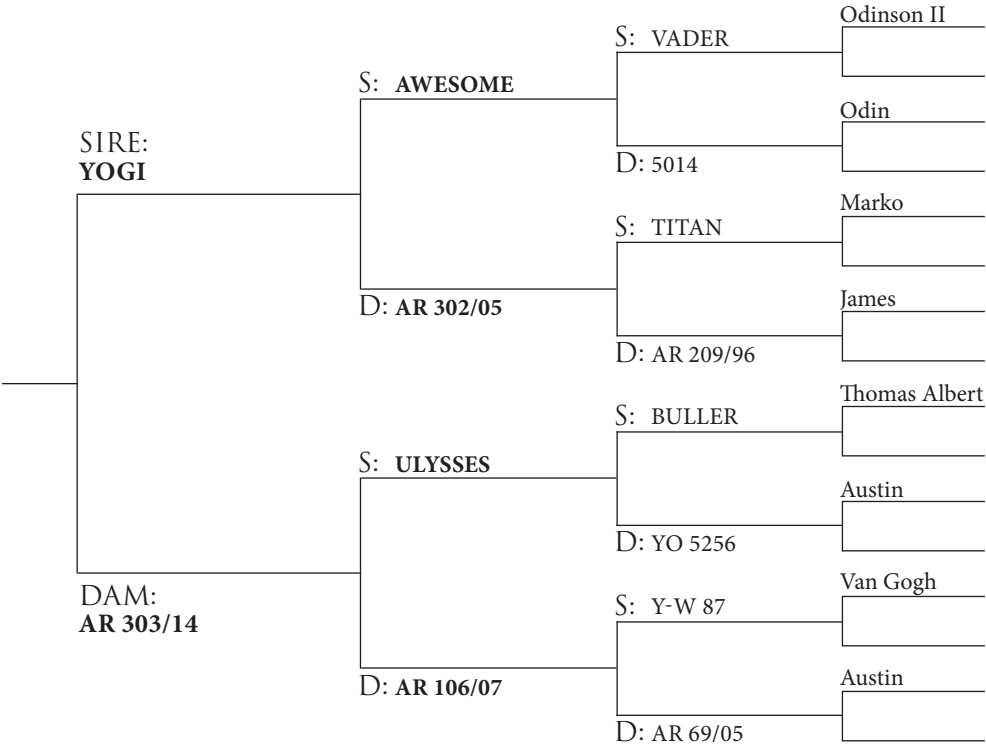 Odinson II
S: VADER
S: AWESOME
Odin
SIRE:
YOGI
D: 5014
Marko
S: TITAN
D: AR 302/05
James
D: AR 209/96
Thomas Albert
S: BULLER
S: ULYSSES
Austin
D: YO 5256
Van Gogh
DAM:
AR 303/14
S: Y-W 87
D: AR 106/07
Austin
D: AR 69/05